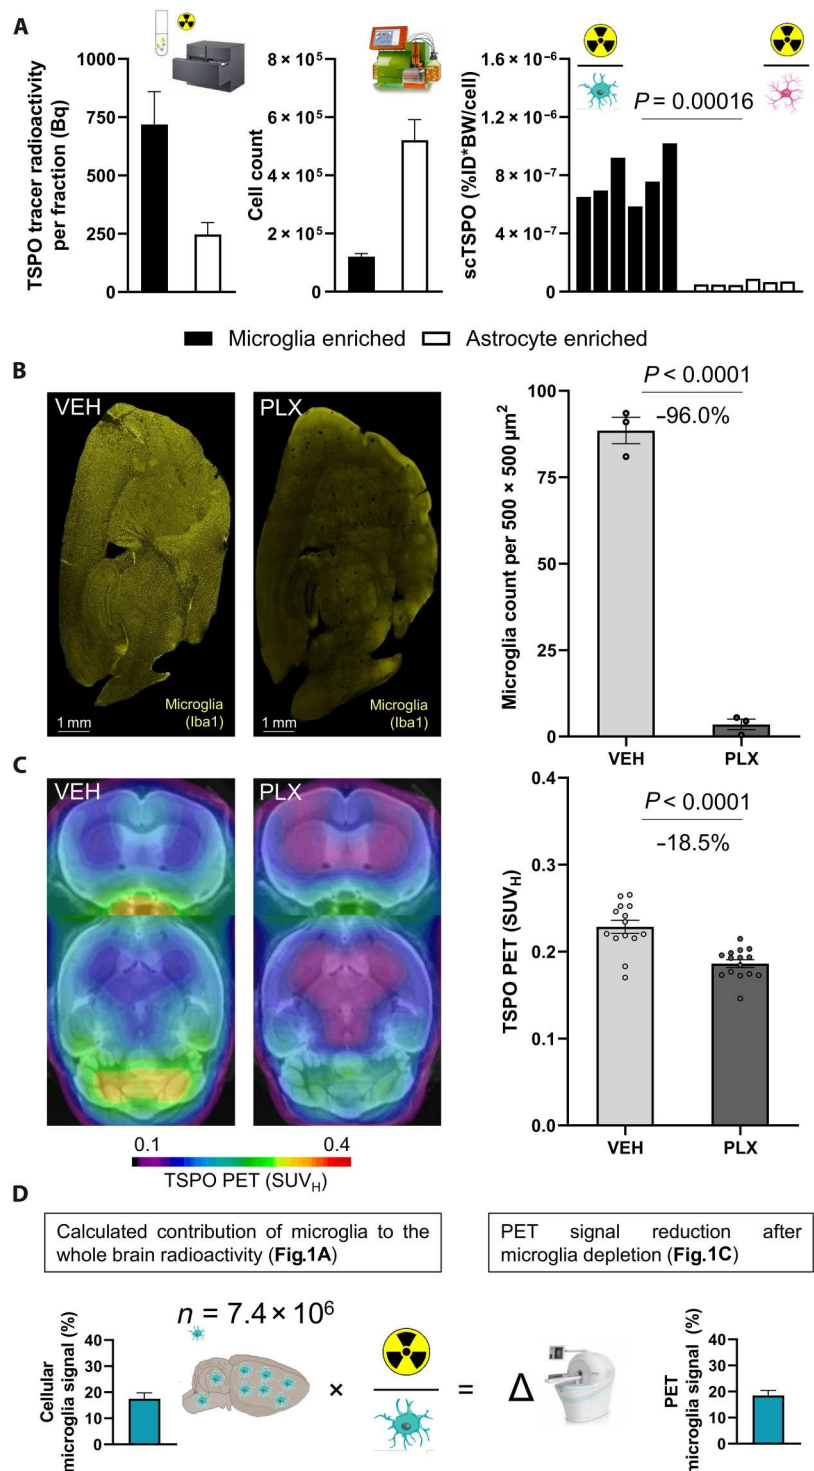 A
TSPO tracer radioactivity
per fraction (Bq)
1000
750
500
250
0
Cell count
8 × 10⁵
6 × 10⁵
4 × 10⁵
2 × 10⁵
0
scTSPO (%ID*BW/cell)
1.6 × 10⁻⁶
1.2 × 10⁻⁶
8 × 10⁻⁷
4 × 10⁻⁷
0
P = 0.00016
Microglia enriched
Astrocyte enriched
B
VEH
Microglia
(Iba1)
1 mm
PLX
Microglia
(Iba1)
1 mm
Microglia count per 500 × 500 µm²
100
75
50
25
0
P < 0.0001
–96.0%
VEH
PLX
C
VEH
PLX
0.1
0.4
TSPO PET (SUVH)
TSPO PET (SUVH)
0.4
0.3
0.2
0.1
0.0
P < 0.0001
–18.5%
VEH
PLX
D
Calculated contribution of microglia to the
whole brain radioactivity (Fig.1A)
PET signal reduction after
microglia depletion (Fig.1C)
Cellular
microglia signal (%)
40
30
20
10
0
n = 7.4 × 10⁶
×
=
Δ
PET
microglia signal (%)
40
30
20
10
0